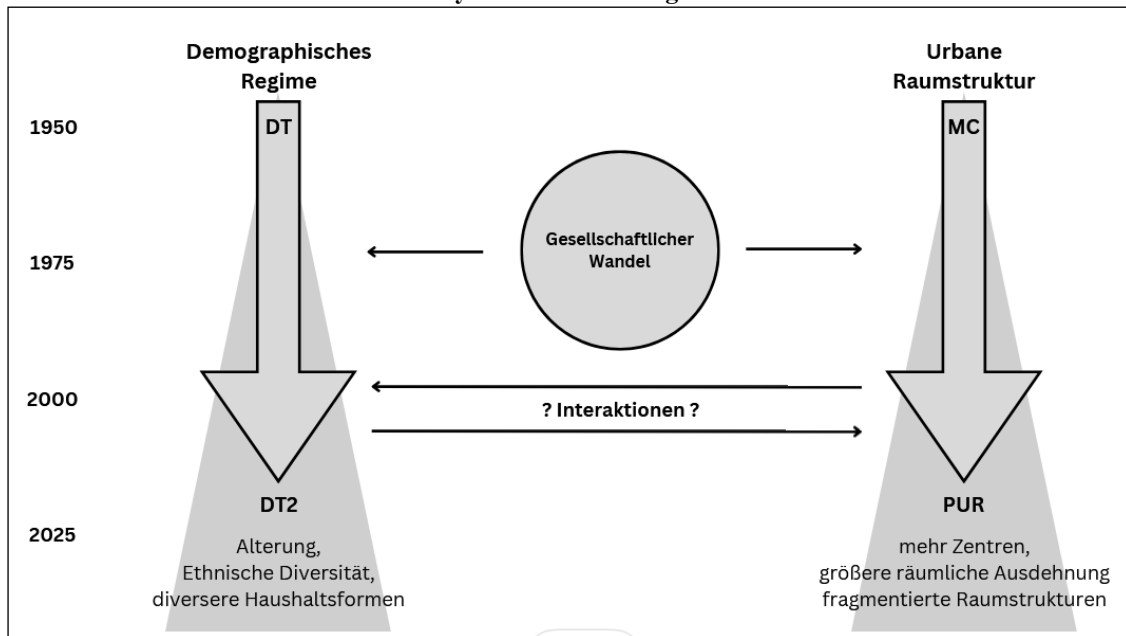 Demographisches
Regime
Urbane
Raumstruktur
1950
DT
MC
Gesellschaftlicher
Wandel
1975
2000
? Interaktionen ?
DT2
PUR
2025
Alterung,
Ethnische Diversität,
diversere Haushaltsformen
mehr Zentren,
größere räumliche Ausdehnung
fragmentierte Raumstrukturen